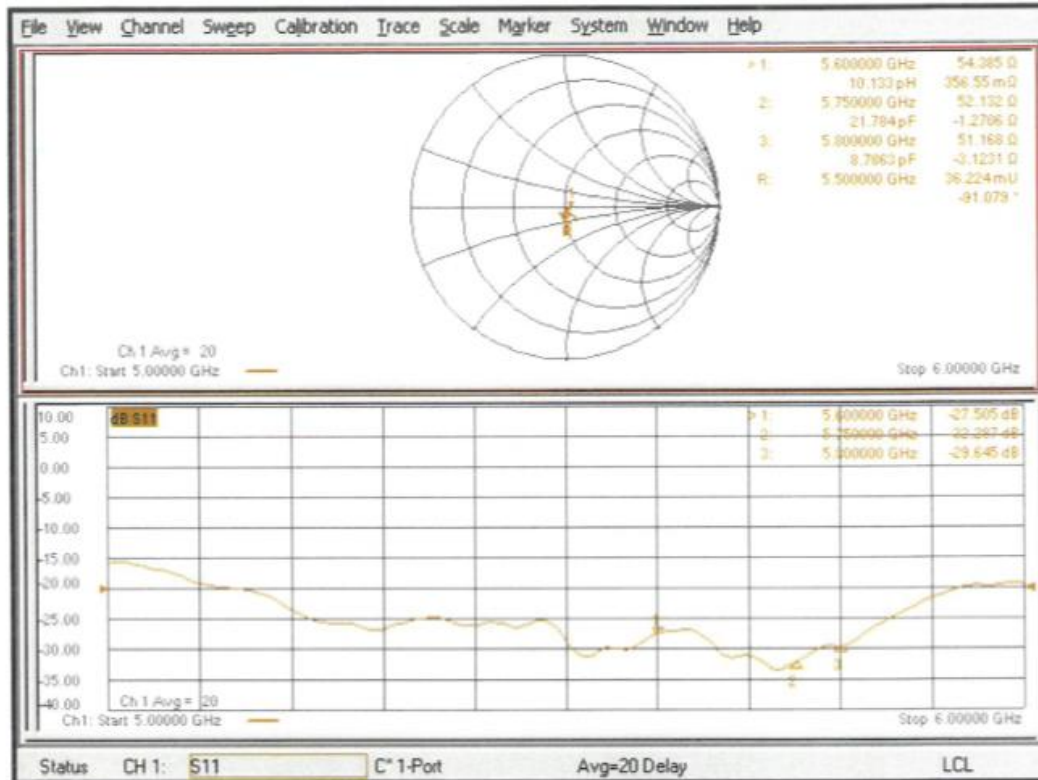 File View Channel Sweep Calibration Trace Scale Marker System Window Help
> 1: 5.600000 GHz 54.385 Ω
10.133 pH 356.55 mΩ
2: 5.750000 GHz 52.132 Ω
21.784 pF -1.2706 Ω
3: 5.800000 GHz 51.168 Ω
8.7863 pF -3.1231 Ω
R: 5.500000 GHz 36.224 mU
-91.079 °
Ch 1 Avg = 20
Ch1: Start 5.00000 GHz Stop 6.00000 GHz
10.00 dB S11 > 1: 5.600000 GHz -27.505 dB
5.00 2: 5.750000 GHz dB
0.00 3: 5.800000 GHz -29.645 dB
-5.00
-10.00
-15.00
-20.00
-25.00 1
-30.00 3
-35.00 2
-40.00 Ch 1 Avg = 20
Ch1: Start 5.00000 GHz Stop 6.00000 GHz
Status CH 1: S11 C* 1-Port Avg=20 Delay LCL